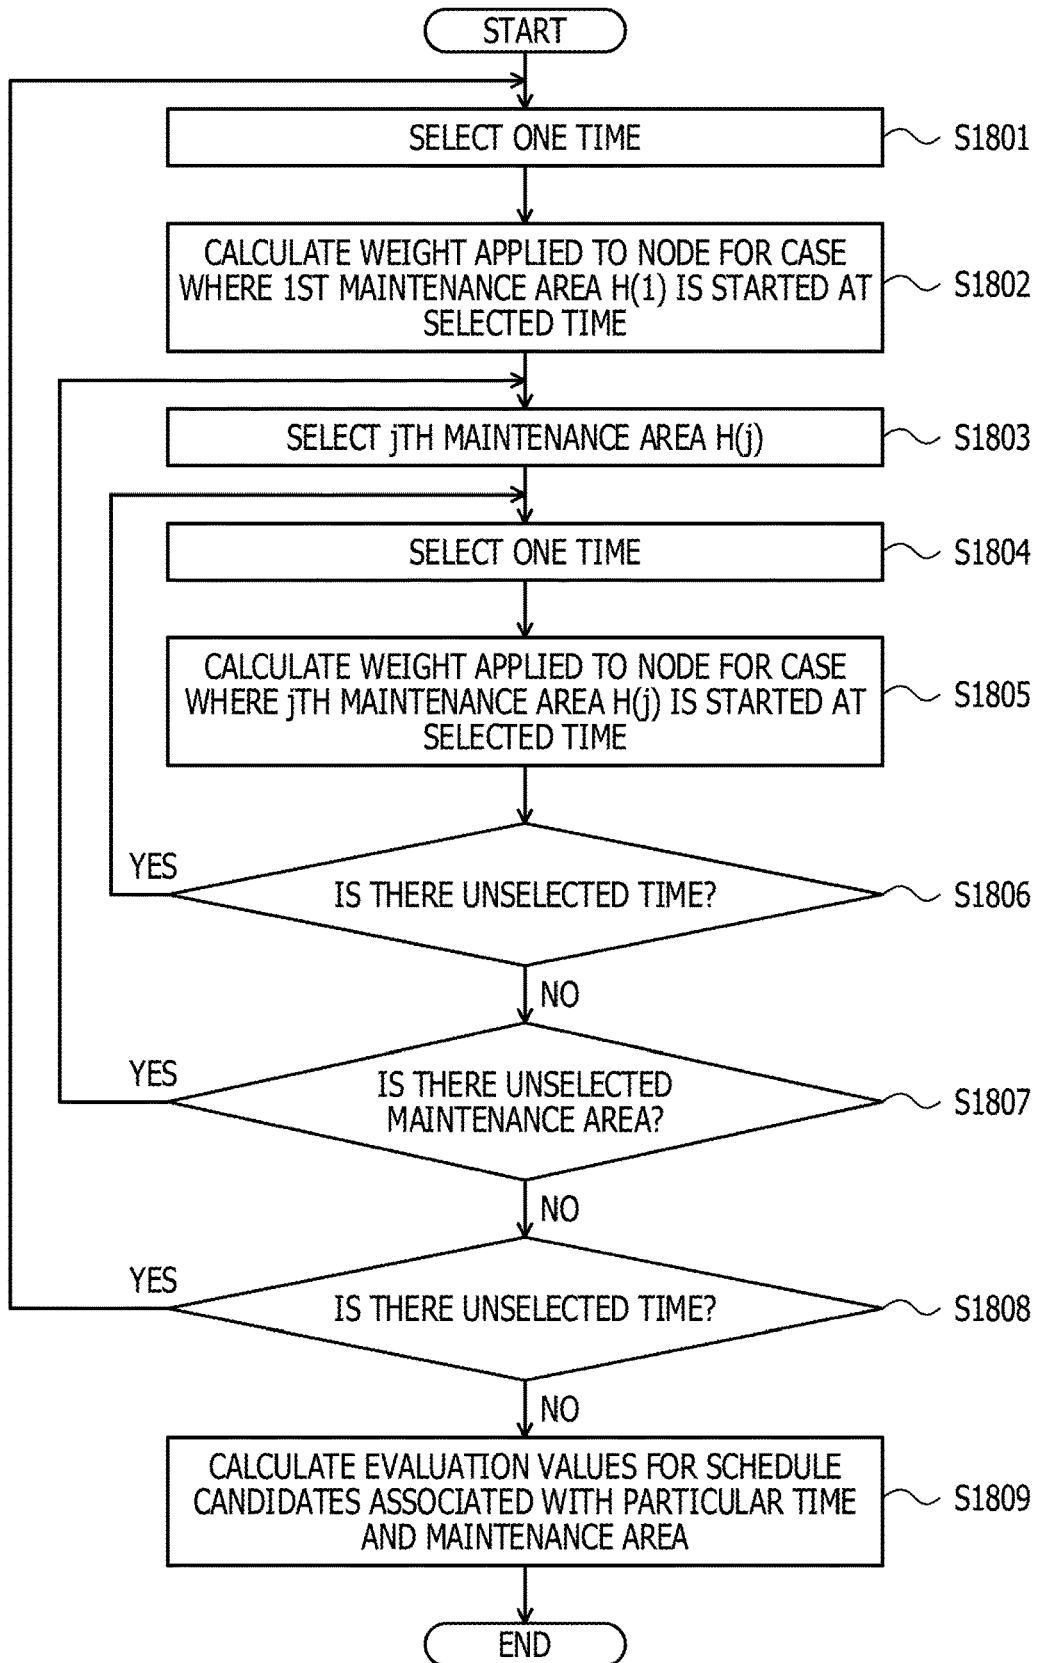 START
SELECT ONE TIME
S1801
CALCULATE WEIGHT APPLIED TO NODE FOR CASE
WHERE 1ST MAINTENANCE AREA H(1) IS STARTED AT
SELECTED TIME
S1802
SELECT jTH MAINTENANCE AREA H(j)
S1803
SELECT ONE TIME
S1804
CALCULATE WEIGHT APPLIED TO NODE FOR CASE
WHERE jTH MAINTENANCE AREA H(j) IS STARTED AT
SELECTED TIME
S1805
YES
IS THERE UNSELECTED TIME?
S1806
NO
YES
IS THERE UNSELECTED
MAINTENANCE AREA?
S1807
NO
YES
IS THERE UNSELECTED TIME?
S1808
NO
CALCULATE EVALUATION VALUES FOR SCHEDULE
CANDIDATES ASSOCIATED WITH PARTICULAR TIME
AND MAINTENANCE AREA
S1809
END